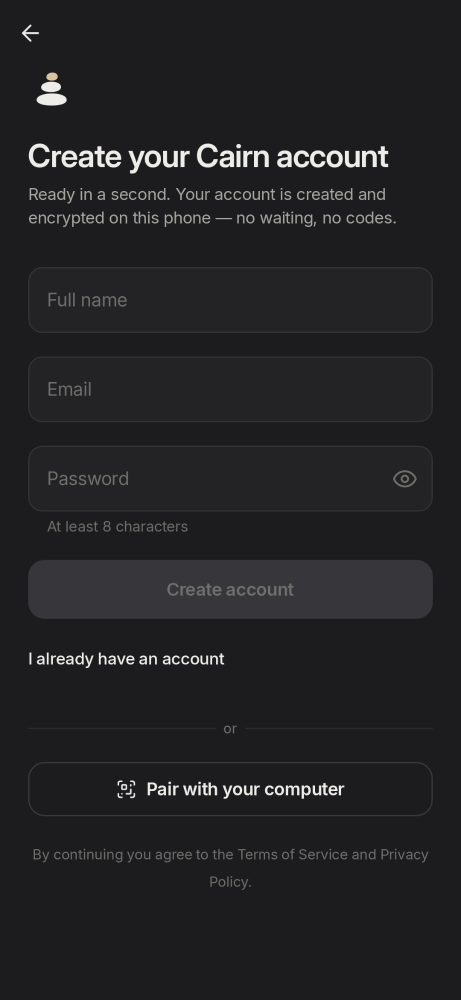 Create your Cairn account
Ready in a second. Your account is created and
encrypted on this phone — no waiting, no codes.
Full name
Email
Password
At least 8 characters
Create account
I already have an account
or
Pair with your computer
By continuing you agree to the Terms of Service and Privacy
Policy.